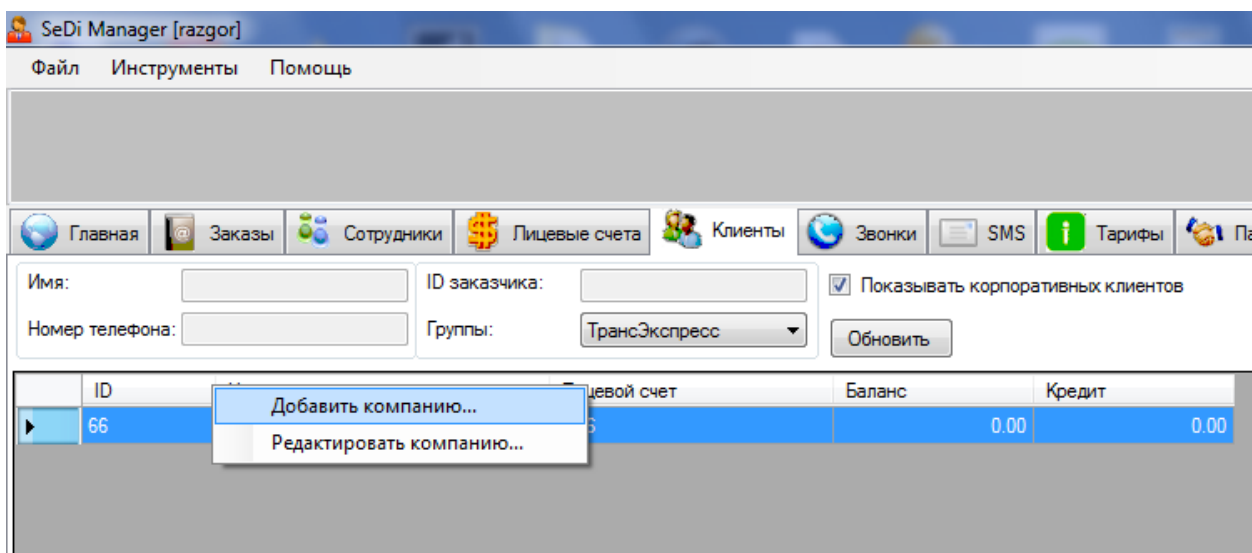 SeDi Manager [razgor]
Файл Инструменты Помощь
Главная Заказы Сотрудники Лицевые счета Клиенты Звонки SMS Тарифы
Имя: ID заказчика: Показывать корпоративных клиентов
Номер телефона: Группы: ТрансЭкспресс Обновить
ID счет Баланс Кредит
Добавить компанию...
66 0.00 0.00
Редактировать компанию...